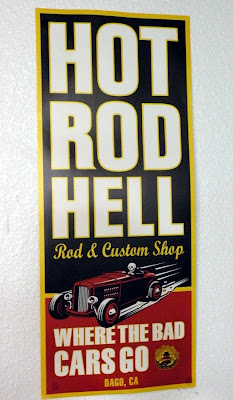 HOT
ROD
HELL
Rod & Custom Shop
WHERE THE BAD
CARS GO
DAGO, CA